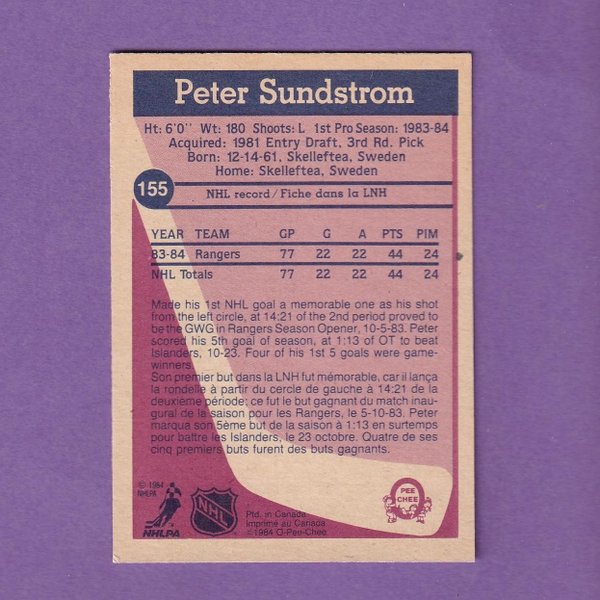 Peter Sundstrom
Ht: 6'0" Wt: 180 Shoots: L 1st Pro Season: 1983-84
Acquired: 1981 Entry Draft, 3rd Rd. Pick
Born: 12-14-61, Skelleftea, Sweden
Home: Skelleftea, Sweden
155
NHL record/Fiche dans la LNH
YEAR TEAM GP G A PTS PIM
83-84 Rangers 77 22 22 44 24
NHL Totals 77 22 22 44 24
Made his 1st NHL goal a memorable one as his shot
from the left circle, at 14:21 of the 2nd period proved to
be the GWG in Rangers Season Opener, 10-5-83. Peter
scored his 5th goal of season, at 1:13 of OT to beat
Islanders, 10-23. Four of his 1st 5 goals were game-
winners.
Son premier but dans la LNH fut mémorable, car il lança
la rondelle à partir du cercle de gauche à 14:21 de la
deuxième période; ce fut le but gagnant du match inau-
gural de la saison pour les Rangers, le 5-10-83. Peter
marqua son 5ème but de la saison à 1:13 en surtemps
pour battre les Islanders, le 23 octobre. Quatre de ses
cinq premiers buts furent des buts gagnants.
© 1984
NHLPA
NHLPA
NHL
Ptd. in Canada
Imprimé au Canada
©1984 O-Pee-Chee
PEE
CHEE